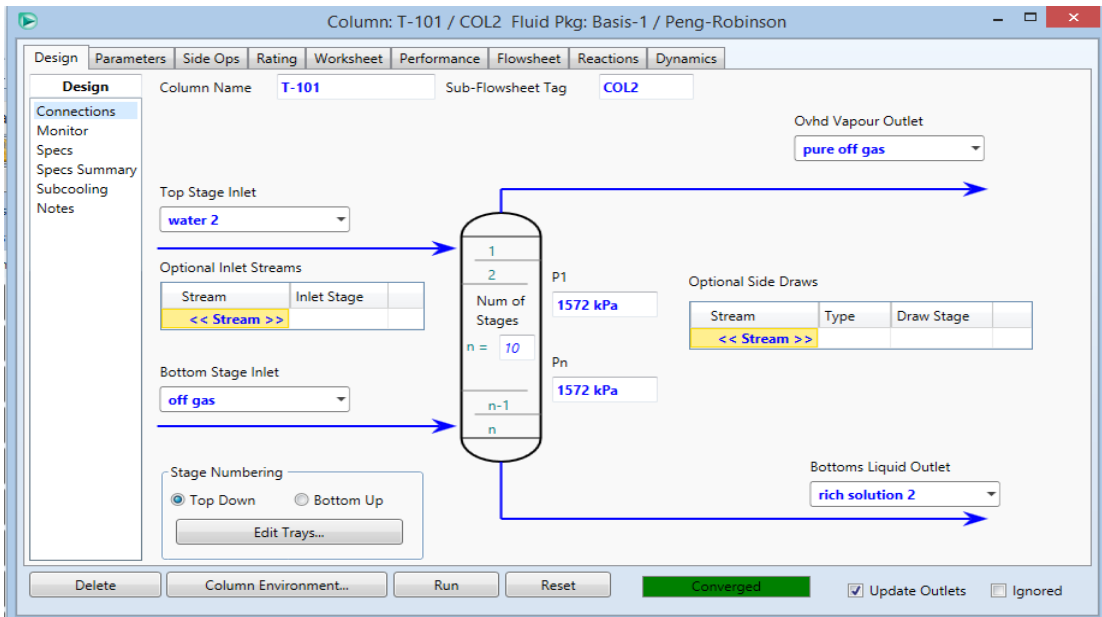 Column: T-101 / COL2 Fluid Pkg: Basis-1 / Peng-Robinson
Design Parameters Side Ops Rating Worksheet Performance Flowsheet Reactions Dynamics
Design
Connections
Monitor
Specs
Specs Summary
Subcooling
Notes
Column Name T-101 Sub-Flowsheet Tag COL2
Ovhd Vapour Outlet
pure off gas
Top Stage Inlet
water 2
Optional Inlet Streams
Stream Inlet Stage
<< Stream >>
Bottom Stage Inlet
off gas
1
2
Num of
Stages
n = 10
n-1
n
P1
1572 kPa
Pn
1572 kPa
Optional Side Draws
Stream Type Draw Stage
<< Stream >>
Bottoms Liquid Outlet
rich solution 2
Stage Numbering
Top Down Bottom Up
Edit Trays...
Delete Column Environment... Run Reset Converged Update Outlets Ignored